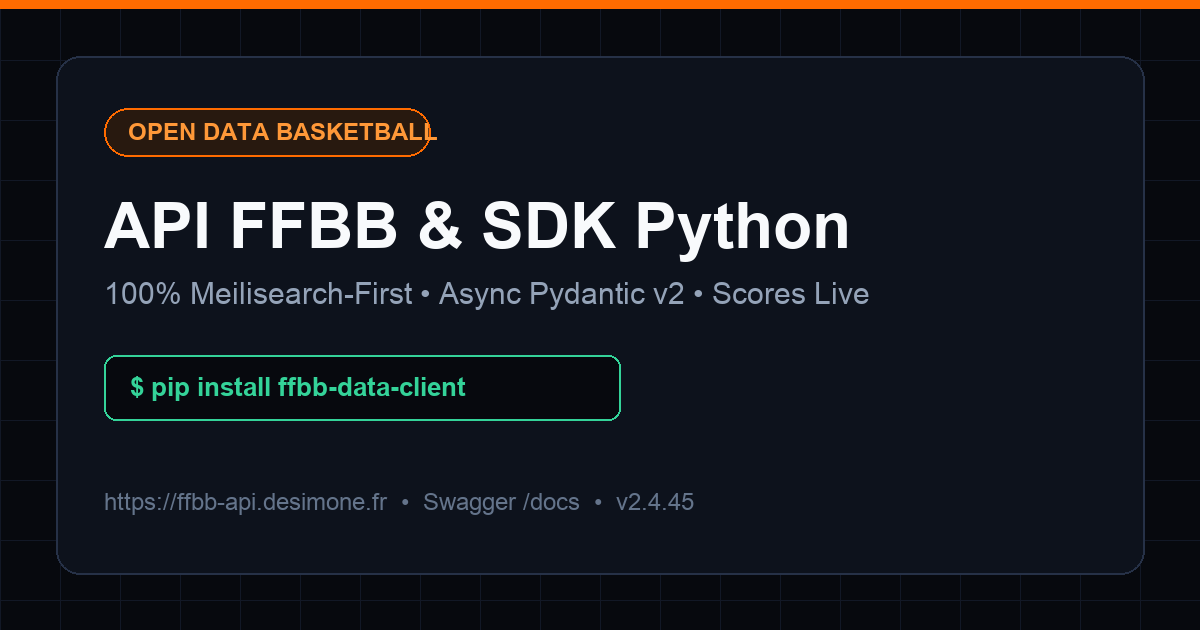 OPEN DATA BASKETBALL
API FFBB & SDK Python
100% Meilisearch-First • Async Pydantic v2 • Scores Live
$ pip install ffbb-data-client
https://ffbb-api.desimone.fr • Swagger /docs • v2.4.45